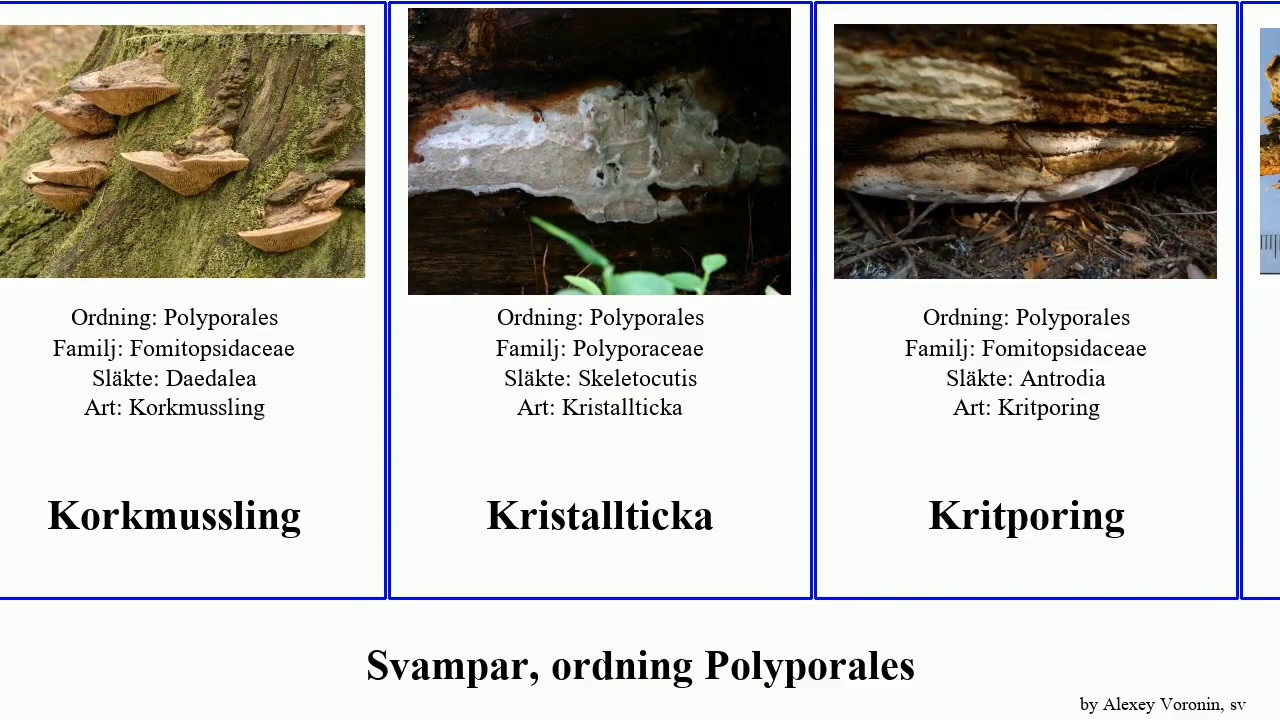 Ordning: Polyporales
Familj: Fomitopsidaceae
Släkte: Daedalea
Art: Korkmussling
Korkmussling
Ordning: Polyporales
Familj: Polyporaceae
Släkte: Skeletocutis
Art: Kristallticka
Kristallticka
Ordning: Polyporales
Familj: Fomitopsidaceae
Släkte: Antrodia
Art: Kritporing
Kritporing
Svampar, ordning Polyporales
by Alexey Voronin, sv